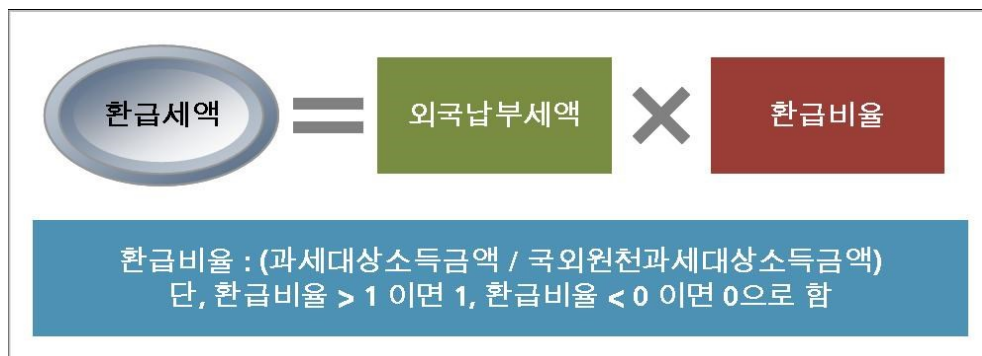 환급세액 = 외국납부세액 × 환급비율
환급비율 : (과세대상소득금액 / 국외원천과세대상소득금액)
단, 환급비율 > 1 이면 1, 환급비율 < 0 이면 0으로 함